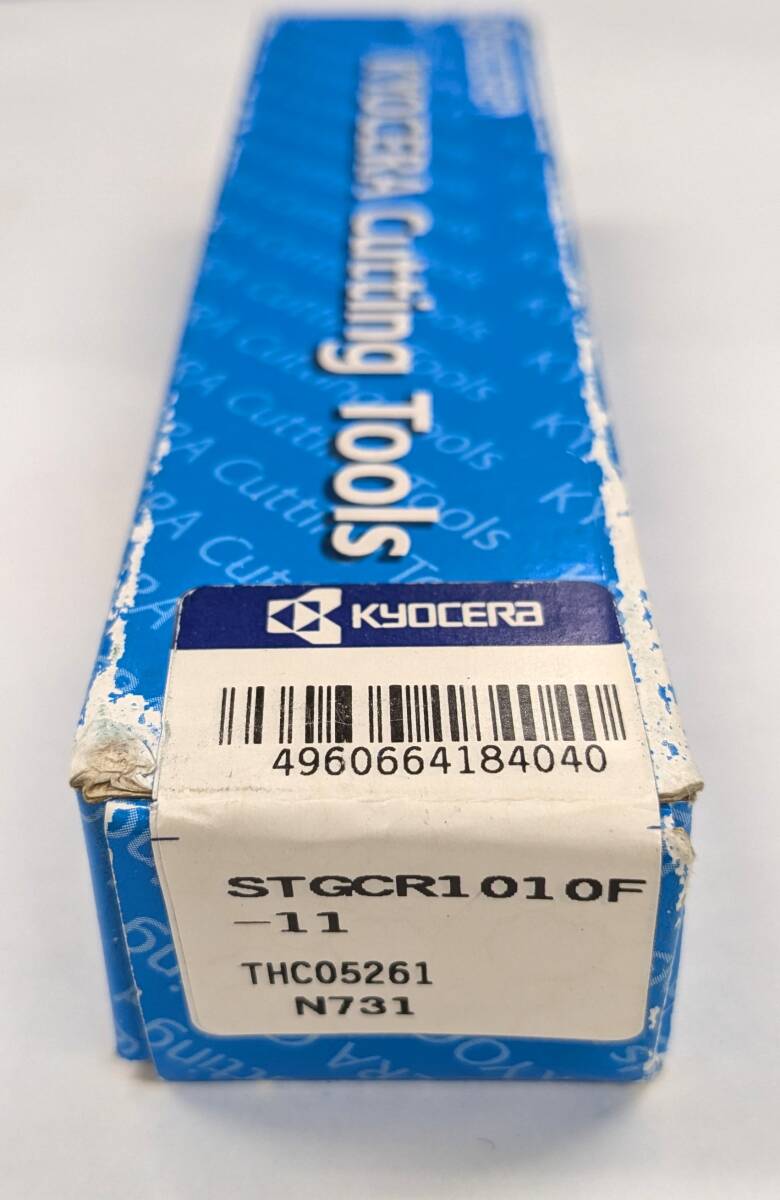 KYOCERA Cutting Tools
KYOCERA
4960664184040
STGCR1010F
-11
THC05261
N731